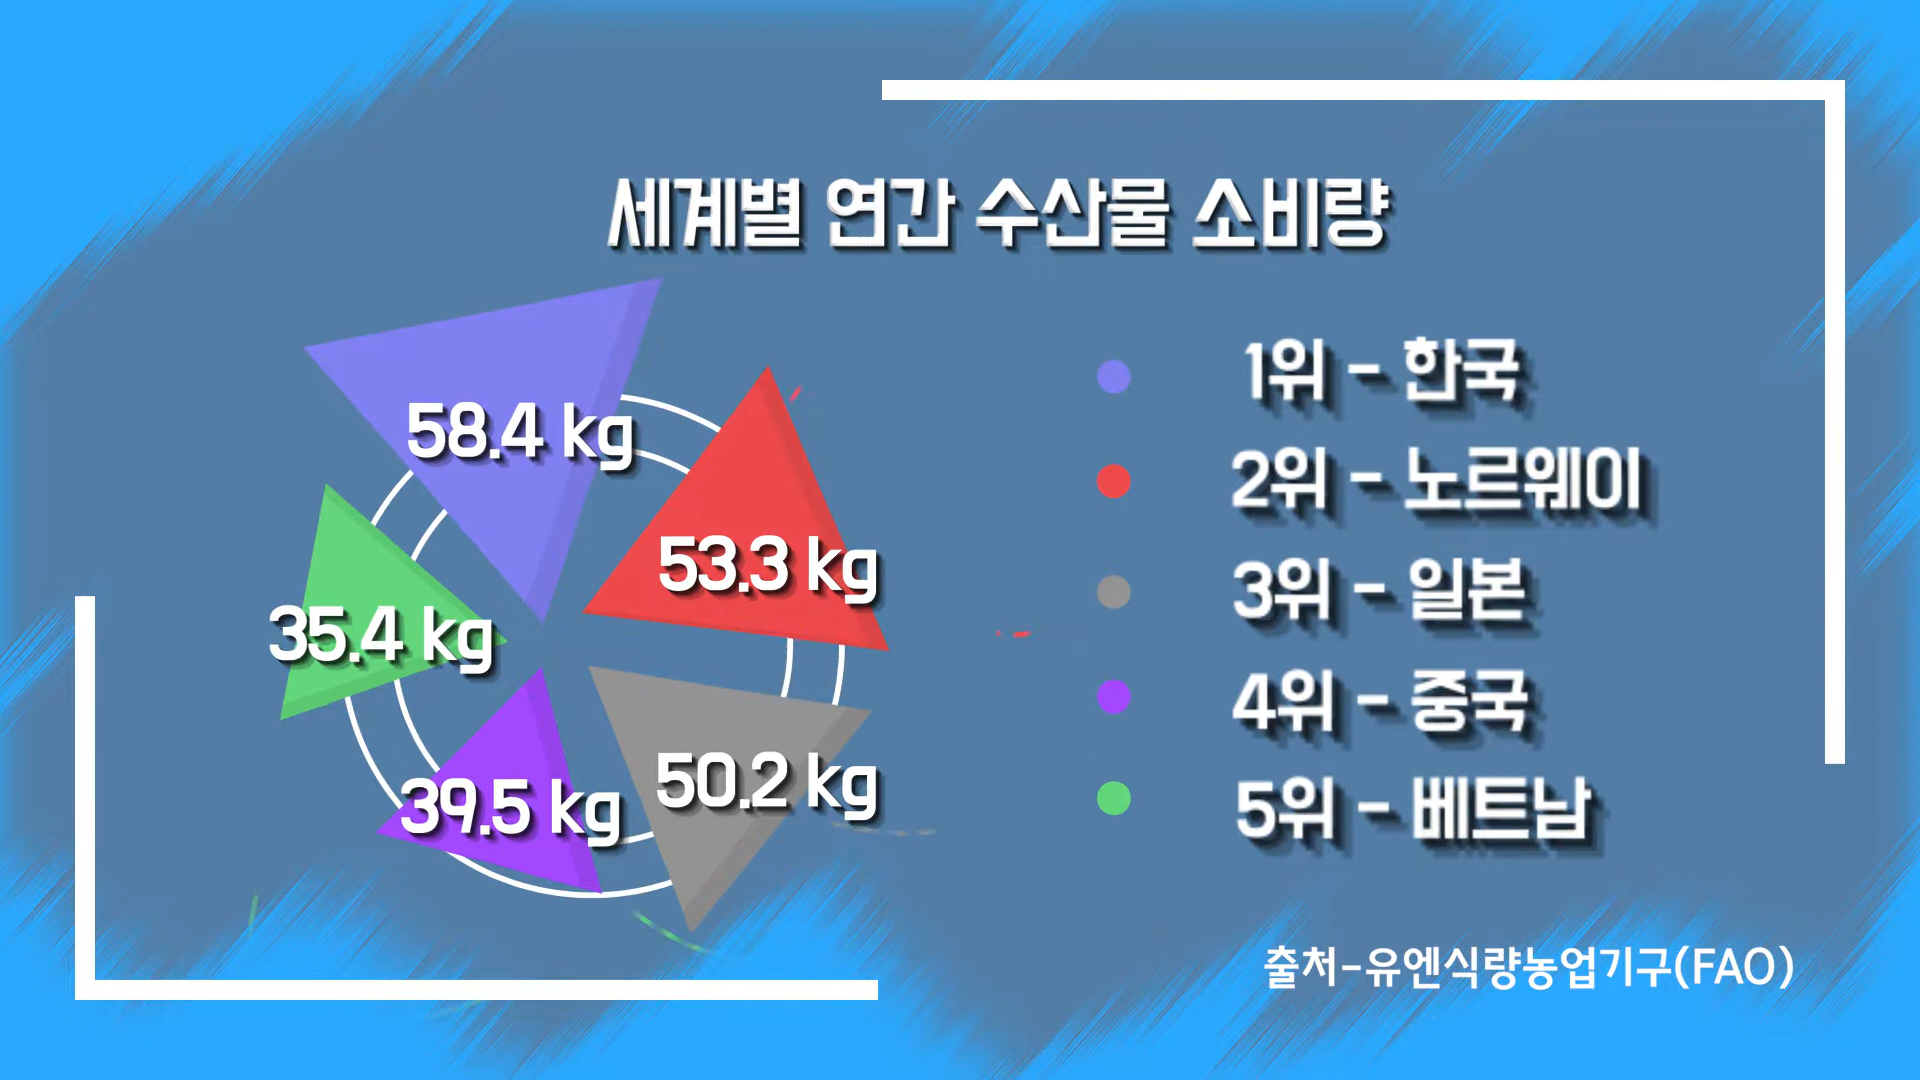 세계별 연간 수산물 소비량
58.4 kg
53.3 kg
35.4 kg
39.5 kg
50.2 kg
1위 - 한국
2위 - 노르웨이
3위 - 일본
4위 - 중국
5위 - 베트남
출처-유엔식량농업기구(FAO)